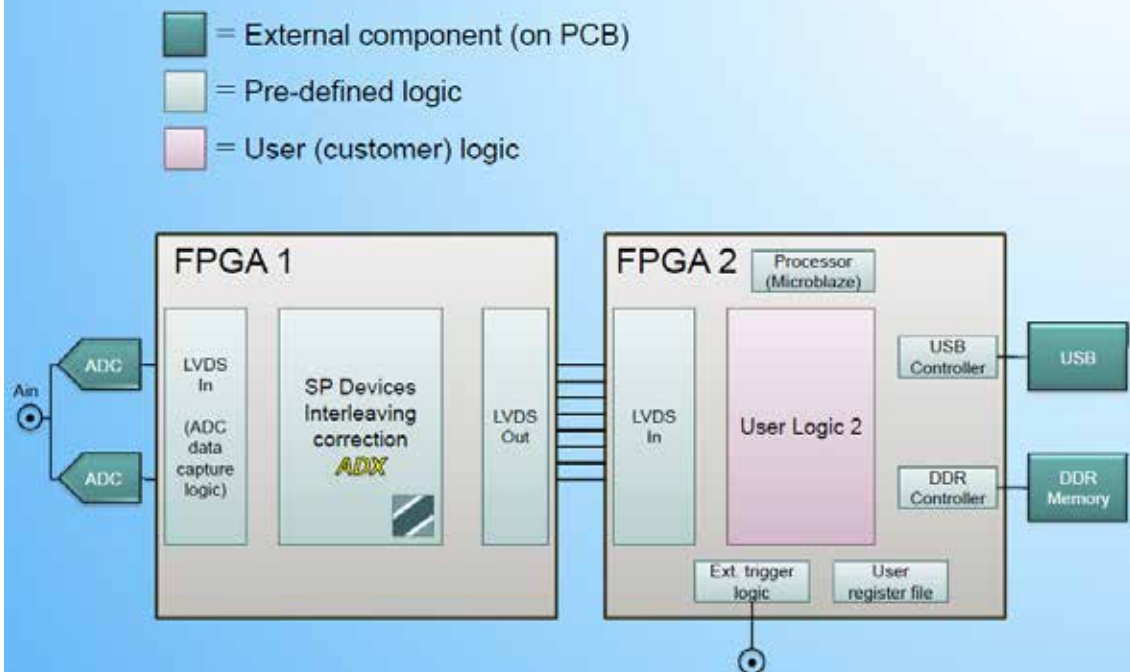 = External component (on PCB)
= Pre-defined logic
= User (customer) logic
FPGA 1
FPGA 2
Processor
(Microblaze)
Ain
ADC
ADC
LVDS
In
(ADC
data
capture
logic)
SP Devices
Interleaving
correction
ADX
LVDS
Out
LVDS
In
User Logic 2
USB
Controller
USB
DDR
Controller
DDR
Memory
Ext. trigger
logic
User
register file